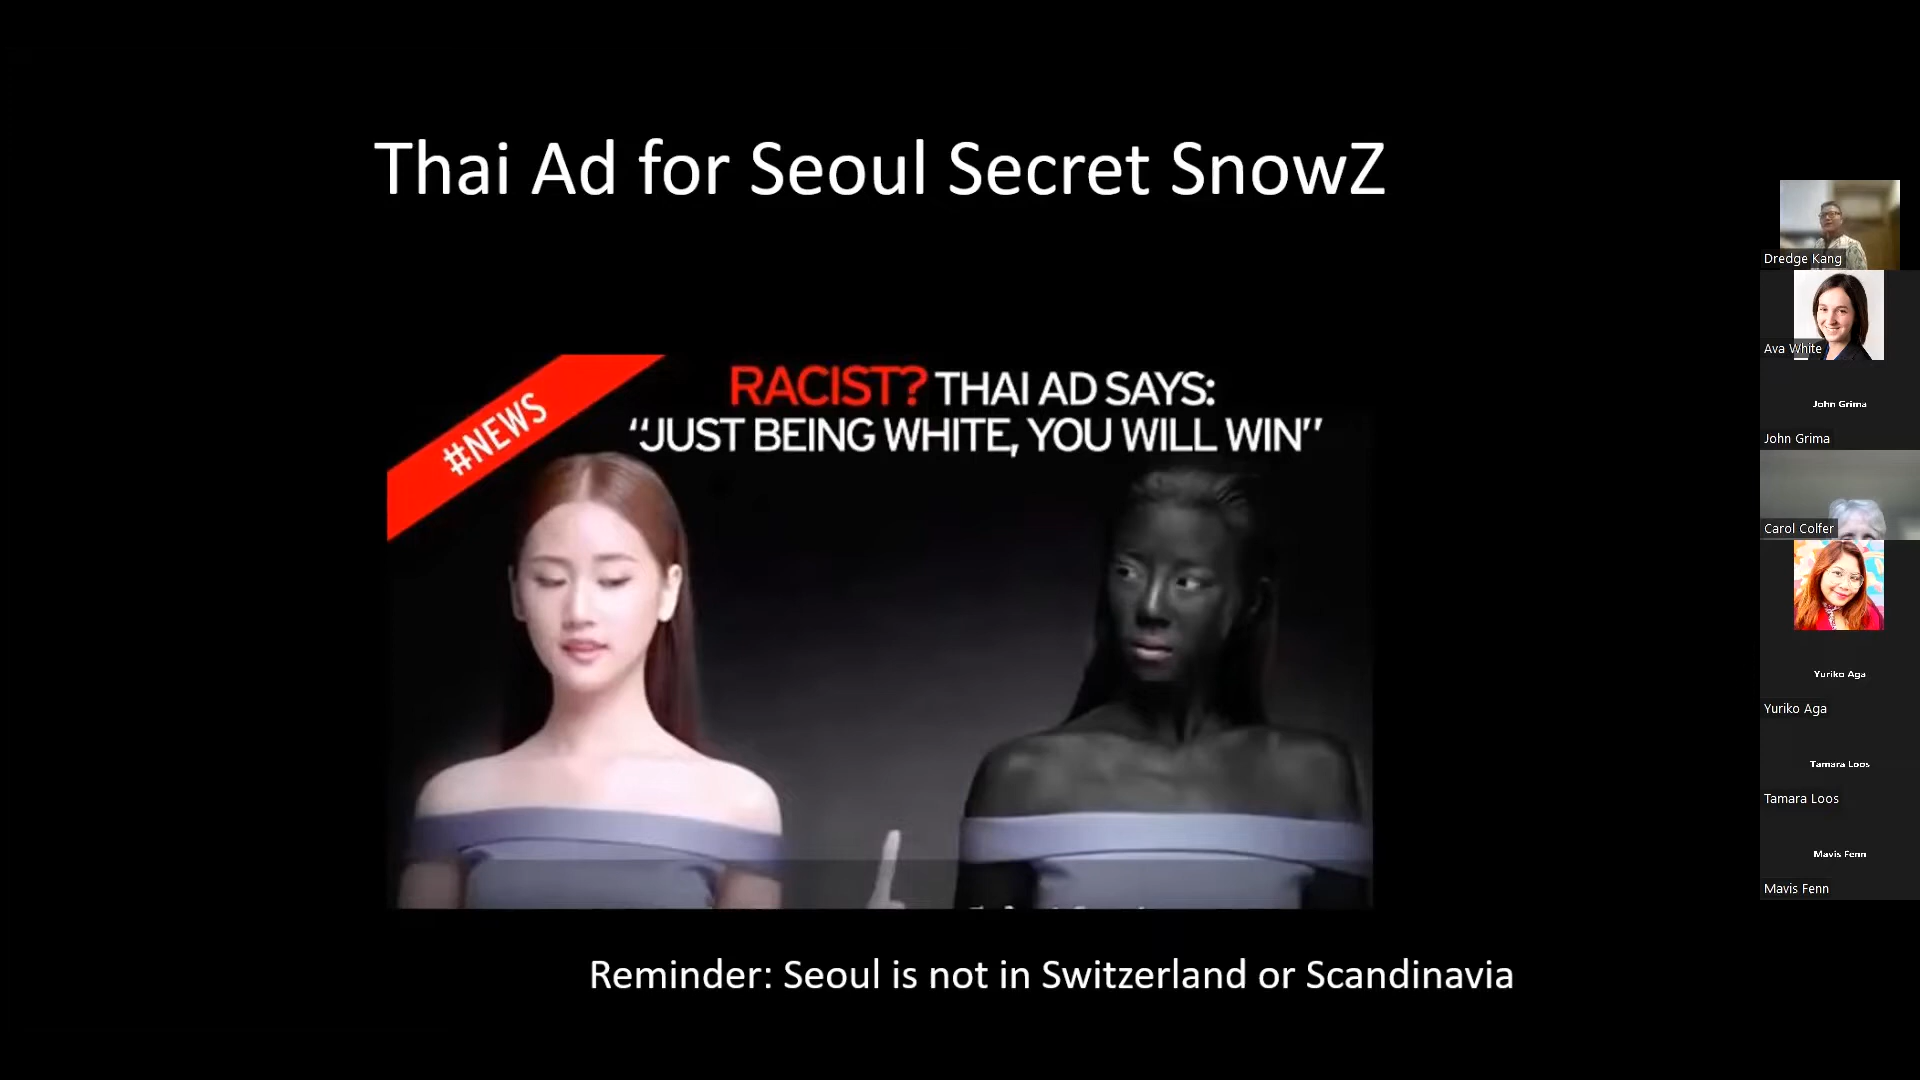 Thai Ad for Seoul Secret SnowZ
#NEWS
RACIST? THAI AD SAYS:
“JUST BEING WHITE, YOU WILL WIN”
Reminder: Seoul is not in Switzerland or Scandinavia
Dredge Kang
Ava White
John Grima
John Grima
Carol Colfer
Yuriko Aga
Yuriko Aga
Tamara Loos
Tamara Loos
Mavis Fenn
Mavis Fenn